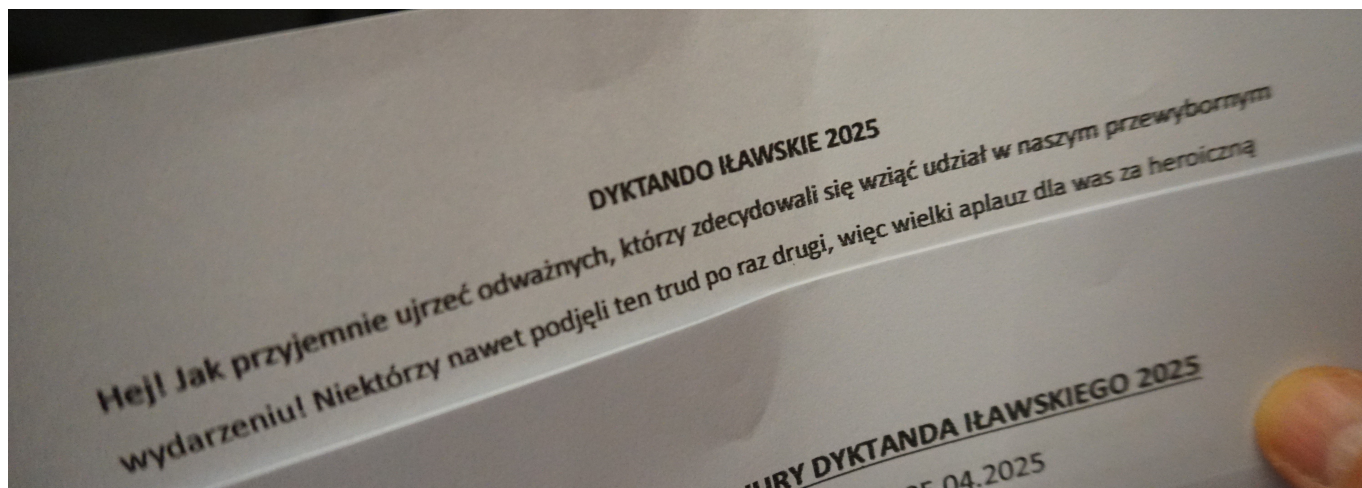 DYKTANDO IŁAWSKIE 2025
Hej! Jak przyjemnie ujrzeć odważnych, którzy zdecydowali się wziąć udział w naszym przewybornym
wydarzeniu! Niektórzy nawet podjęli ten trud po raz drugi, więc wielki aplauz dla was za heroiczną
DYKTANDA IŁAWSKIEGO 2025
.04.2025